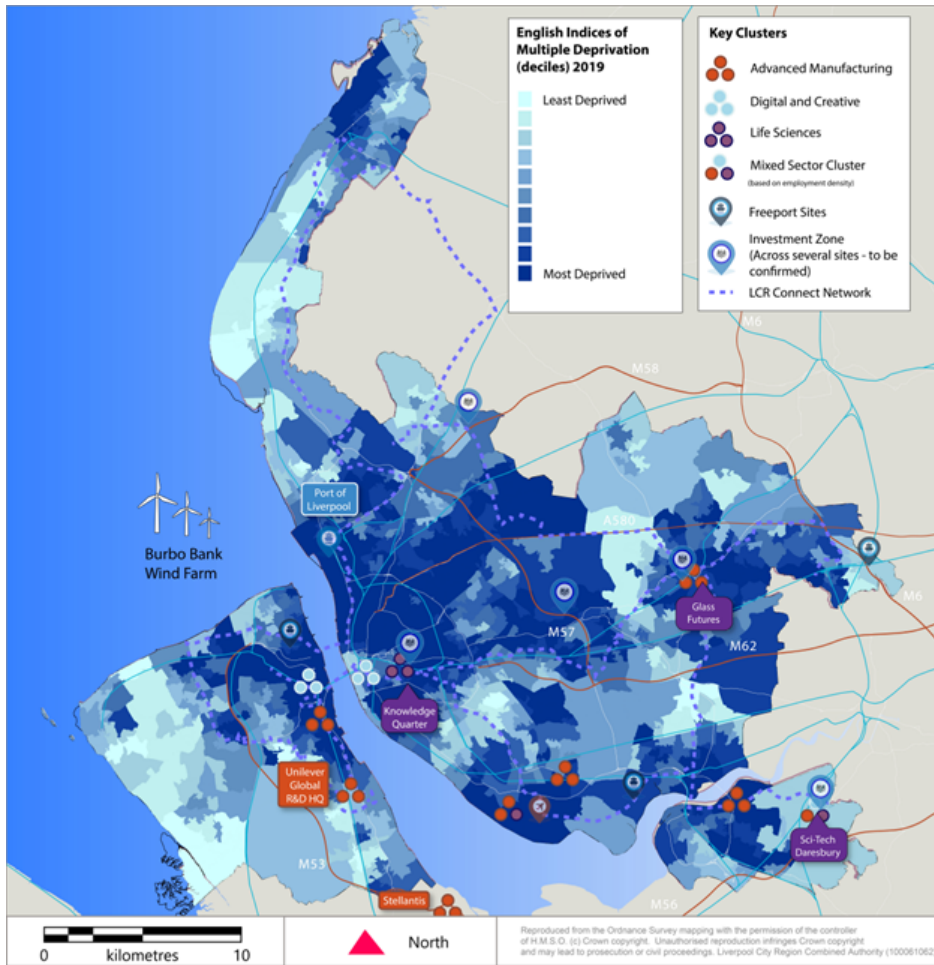 English Indices of
Multiple Deprivation
(deciles) 2019
Least Deprived
Most Deprived
Key Clusters
Advanced Manufacturing
Digital and Creative
Life Sciences
Mixed Sector Cluster
(based on employment density)
Freeport Sites
Investment Zone
(Across several sites - to be
confirmed)
LCR Connect Network
M6
M58
Port of
Liverpool
A580
Burbo Bank
Wind Farm
M6
Glass
Futures
M57
M62
Knowledge
Quarter
Unilever
Global
R&D HQ
Sci-Tech
Daresbury
M53
Stellantis
M56
0
kilometres
10
North
Reproduced from the Ordnance Survey mapping with the permission of the controller
of H.M.S.O. (c) Crown copyright. Unauthorised reproduction infringes Crown copyright
and may lead to prosecution or civil proceedings. Liverpool City Region Combined Authority (100061062